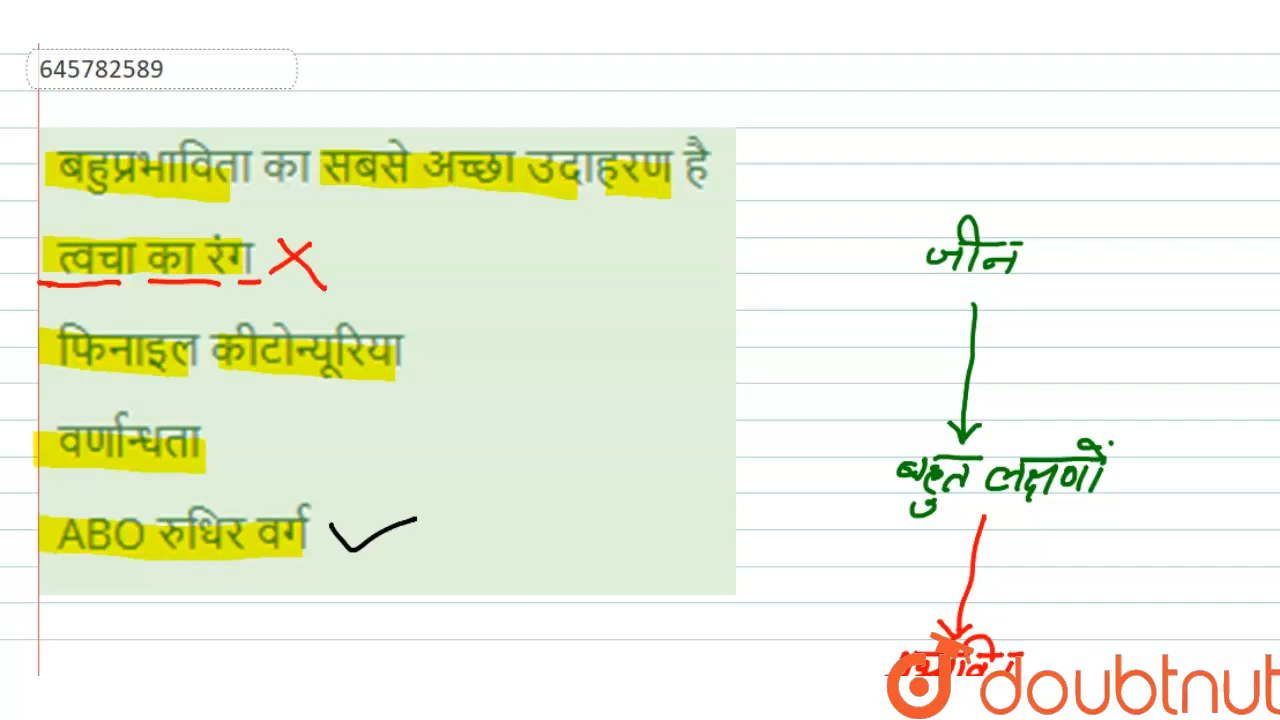 645782589
बहुप्रभाविता का सबसे अच्छा उदाहरण है
त्वचा का रंग
फिनाइल कीटोन्यूरिया
वर्णान्धता
ABO रुधिर वर्ग
जीन
बहुत लक्षणों
doubtnut